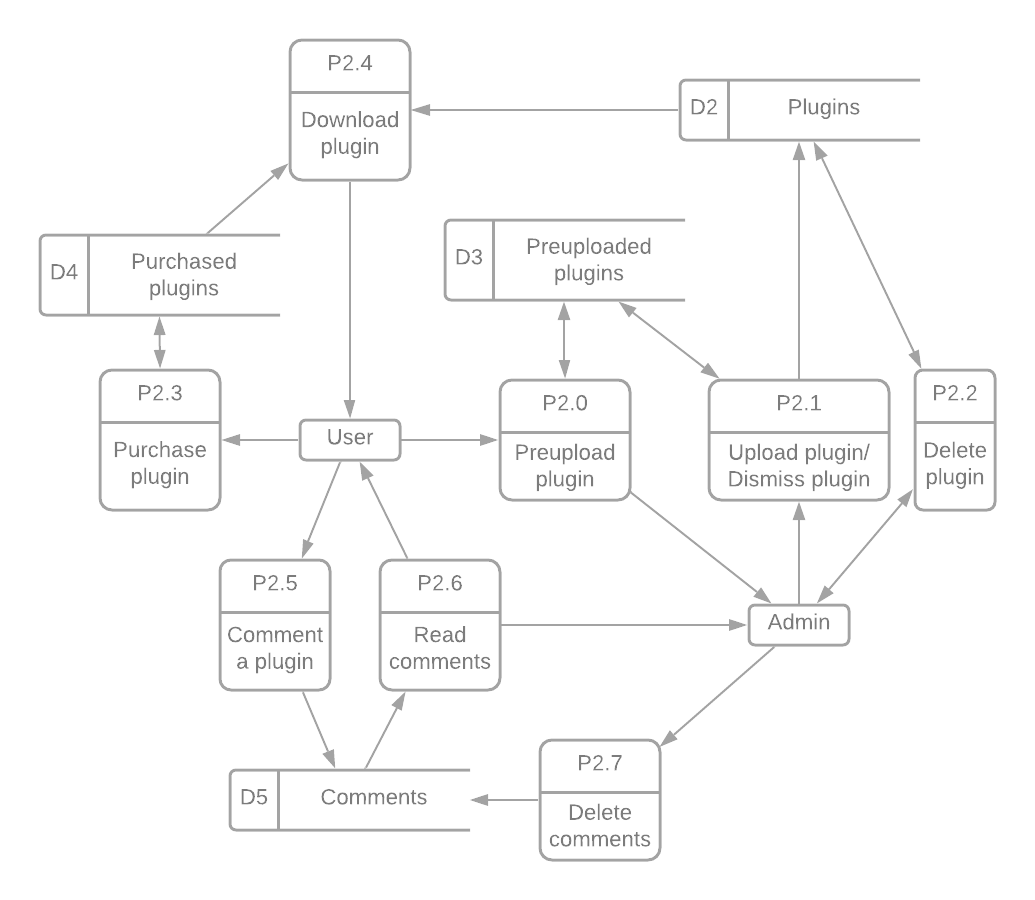 P2.4
Download
plugin
D2
Plugins
D4
Purchased
plugins
D3
Preuploaded
plugins
P2.3
Purchase
plugin
User
P2.0
Preupload
plugin
P2.1
Upload plugin/
Dismiss plugin
P2.2
Delete
plugin
P2.5
Comment
a plugin
P2.6
Read
comments
Admin
P2.7
Delete
comments
D5
Comments